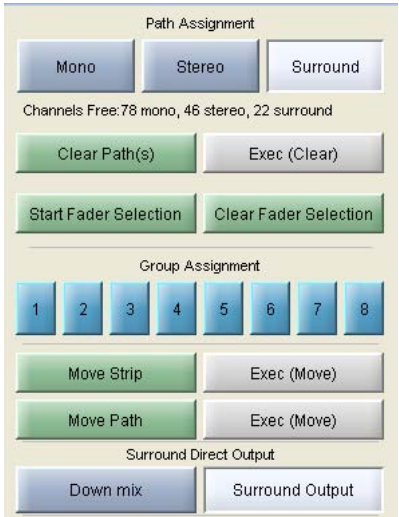 Path Assignment
Mono Stereo Surround
Channels Free:78 mono, 46 stereo, 22 surround
Clear Path(s) Exec (Clear)
Start Fader Selection Clear Fader Selection
Group Assignment
1 2 3 4 5 6 7 8
Move Strip Exec (Move)
Move Path Exec (Move)
Surround Direct Output
Down mix Surround Output